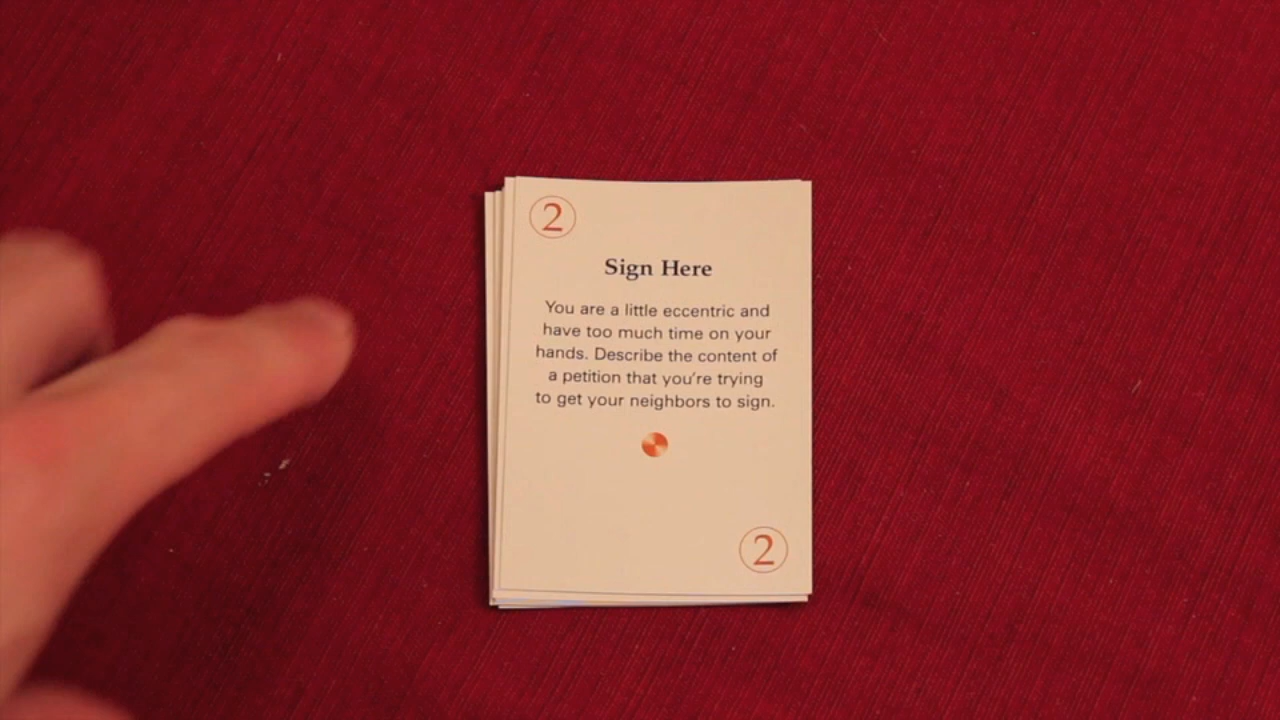 2
Sign Here
You are a little eccentric and
have too much time on your
hands. Describe the content of
a petition that you’re trying
to get your neighbors to sign.
2